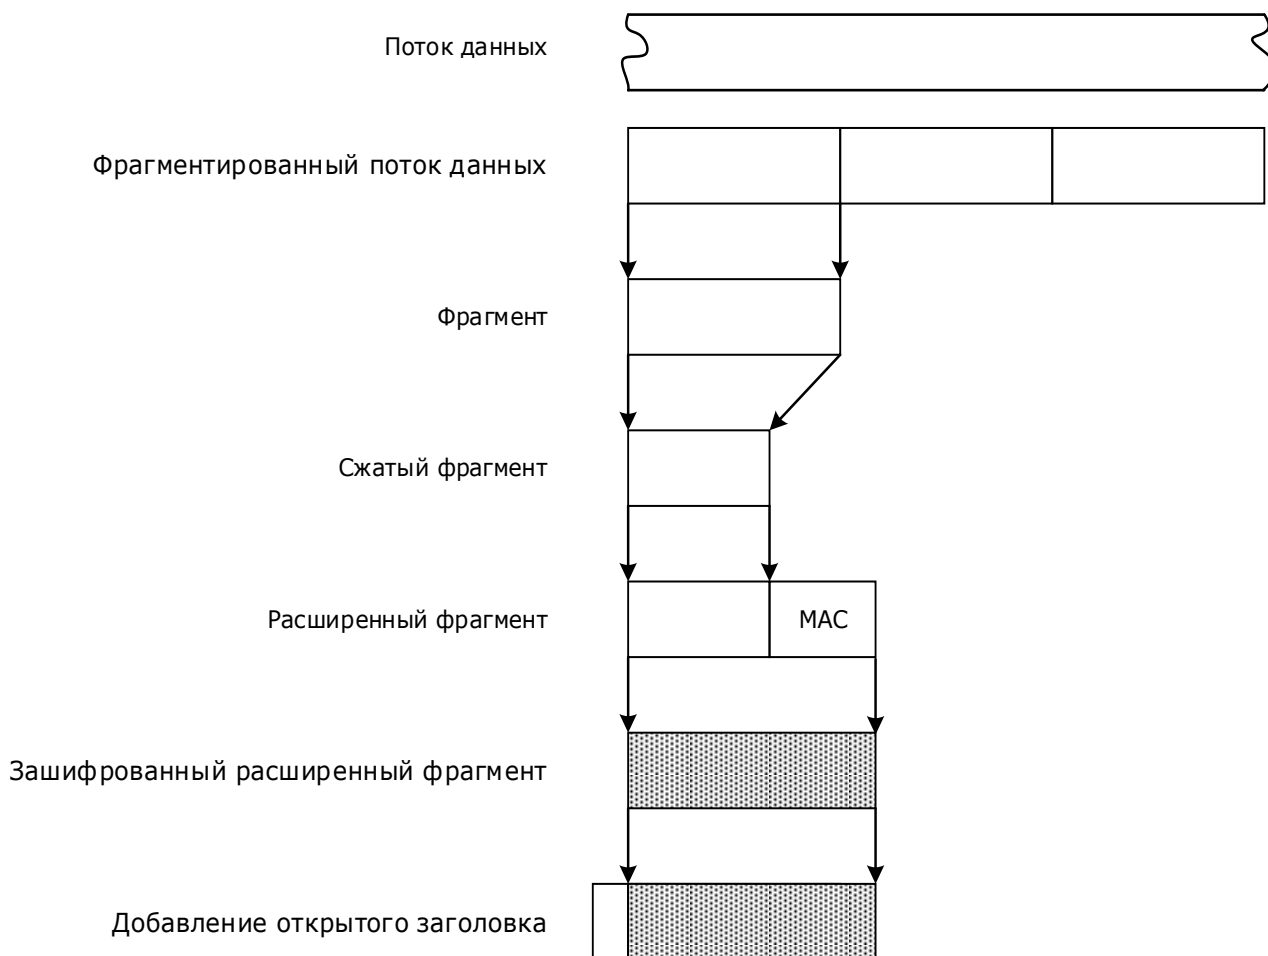 Поток данных
Фрагментированный поток данных
Фрагмент
Сжатый фрагмент
Расширенный фрагмент
MAC
Зашифрованный расширенный фрагмент
Добавление открытого заголовка